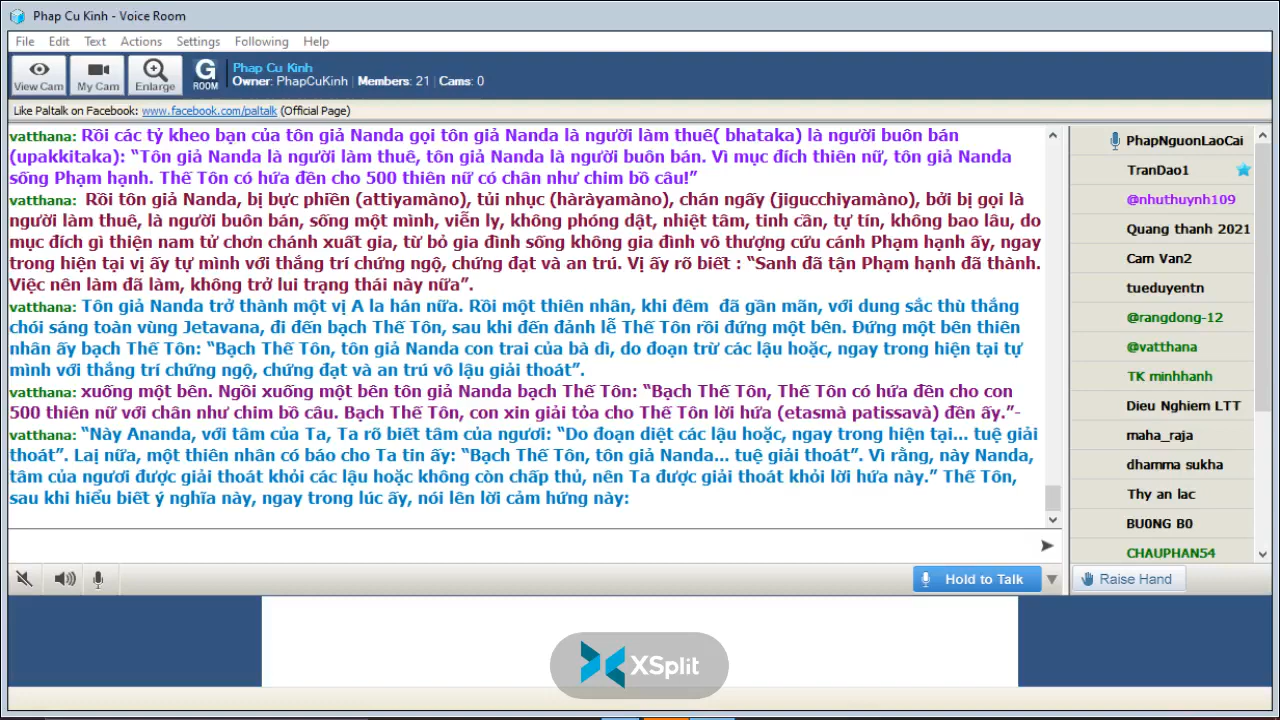 Phap Cu Kinh - Voice Room
File Edit Text Actions Settings Following Help
View Cam My Cam Enlarge G ROOM
Phap Cu Kinh
Owner: PhapCuKinh | Members: 21 | Cams: 0
Like Paltalk on Facebook: www.facebook.com/paltalk (Official Page)
vatthana: Rồi các tỷ kheo bạn của tôn giả Nanda gọi tôn giả Nanda là người làm thuê( bhataka) là người buôn bán
(upakkitaka): “Tôn giả Nanda là người làm thuê, tôn giả Nanda là người buôn bán. Vì mục đích thiên nữ, tôn giả Nanda
sống Phạm hạnh. Thế Tôn có hứa đền cho 500 thiên nữ có chân như chim bồ câu!”
vatthana: Rồi tôn giả Nanda, bị bực phiền (attiyamàno), tủi nhục (hàràyamàno), chán ngấy (jigucchiyamàno), bởi bị gọi là
người làm thuê, là người buôn bán, sống một mình, viễn ly, không phóng dật, nhiệt tâm, tinh cần, tự tín, không bao lâu, do
mục đích gì thiện nam tử chơn chánh xuất gia, từ bỏ gia đình sống không gia đình vô thượng cứu cánh Phạm hạnh ấy, ngay
trong hiện tại vị ấy tự mình với thắng trí chứng ngộ, chứng đạt và an trú. Vị ấy rõ biết : “Sanh đã tận Phạm hạnh đã thành.
Việc nên làm đã làm, không trở lui trạng thái này nữa”.
vatthana: Tôn giả Nanda trở thành một vị A la hán nữa. Rồi một thiên nhân, khi đêm đã gần mãn, với dung sắc thù thắng
chói sáng toàn vùng Jetavana, đi đến bạch Thế Tôn, sau khi đến đảnh lễ Thế Tôn rồi đứng một bên. Đứng một bên thiên
nhân ấy bạch Thế Tôn: “Bạch Thế Tôn, tôn giả Nanda con trai của bà dì, do đoạn trừ các lậu hoặc, ngay trong hiện tại tự
mình với thắng trí chứng ngộ, chứng đạt và an trú vô lậu giải thoát”.
vatthana: xuống một bên. Ngồi xuống một bên tôn giả Nanda bạch Thế Tôn: “Bạch Thế Tôn, Thế Tôn có hứa đền cho con
500 thiên nữ với chân như chim bồ câu. Bạch Thế Tôn, con xin giải tỏa cho Thế Tôn lời hứa (etasmà patissavà) đền ấy.”-
vatthana: “Này Ananda, với tâm của Ta, Ta rõ biết tâm của ngươi: “Do đoạn diệt các lậu hoặc, ngay trong hiện tại... tuệ giải
thoát”. Laị nữa, một thiên nhân có báo cho Ta tin ấy: “Bạch Thế Tôn, tôn giả Nanda... tuệ giải thoát”. Vì rằng, này Nanda,
tâm của ngươi được giải thoát khỏi các lậu hoặc không còn chấp thủ, nên Ta được giải thoát khỏi lời hứa này.” Thế Tôn,
sau khi hiểu biết ý nghĩa này, ngay trong lúc ấy, nói lên lời cảm hứng này:
PhapNguonLaoCai
TranDao1
@nhuthuynh109
Quang thanh 2021
Cam Van2
tueduyentn
@rangdong-12
@vatthana
TK minhhanh
Dieu Nghiem LTT
maha_raja
dhamma sukha
Thy an lac
BU0NG B0
CHAUPHAN54
Hold to Talk
Raise Hand
XSplit